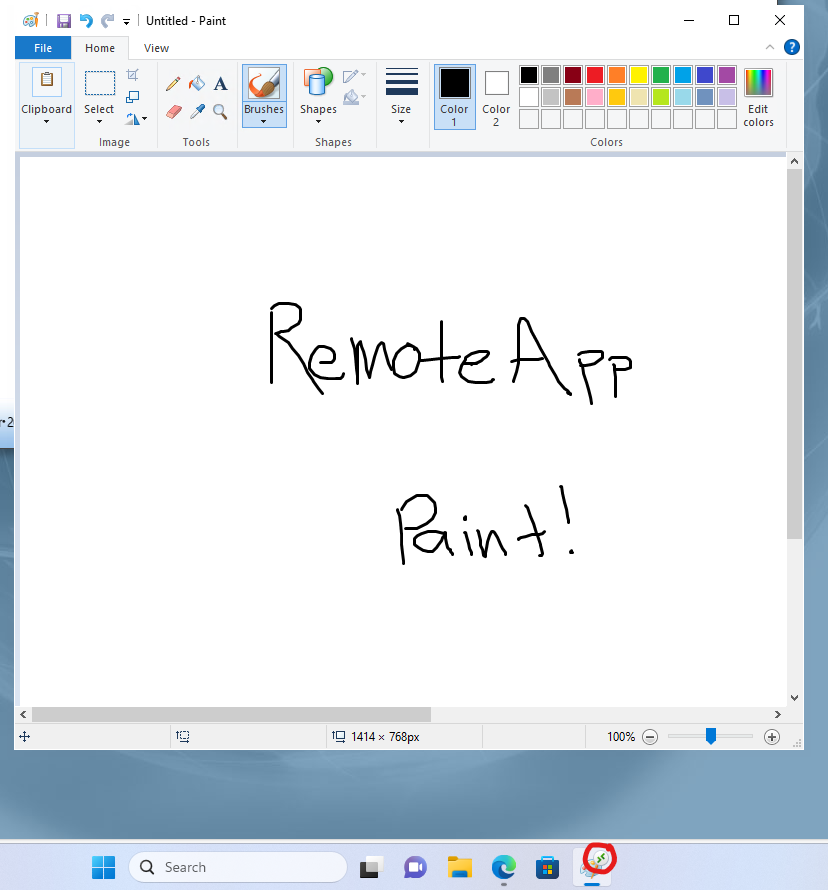 Untitled - Paint
File Home View
Clipboard
Select
Image
Tools
Brushes
Shapes
Shapes
Size
Color 1
Color 2
Edit colors
Colors
RemoteApp
Paint!
1414 × 768px
100%
Search